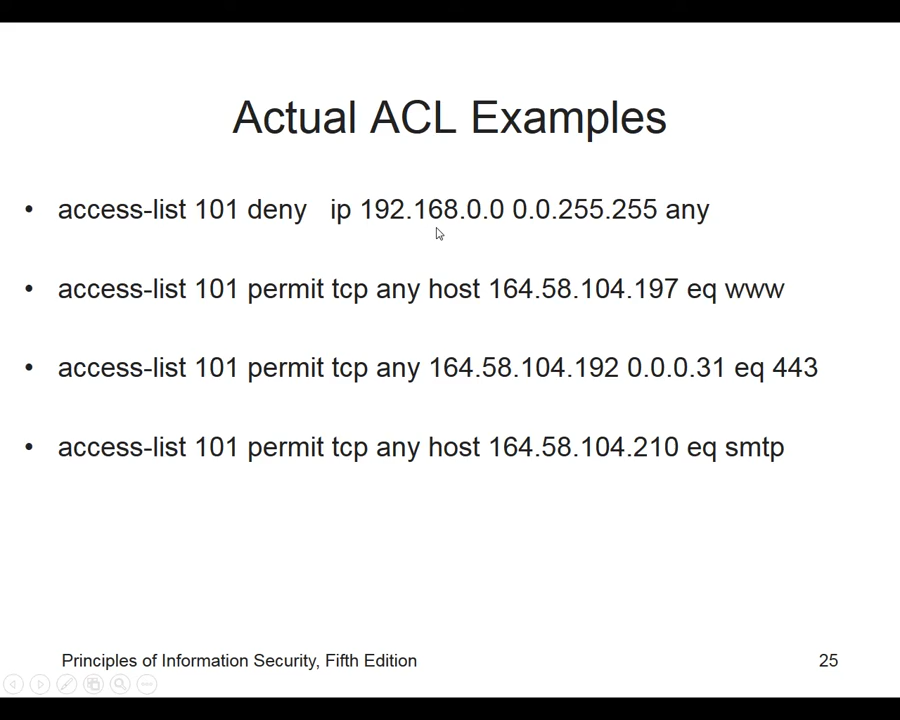 Actual ACL Examples
• access-list 101 deny   ip 192.168.0.0 0.0.255.255 any
• access-list 101 permit tcp any host 164.58.104.197 eq www
• access-list 101 permit tcp any 164.58.104.192 0.0.0.31 eq 443
• access-list 101 permit tcp any host 164.58.104.210 eq smtp
Principles of Information Security, Fifth Edition
25